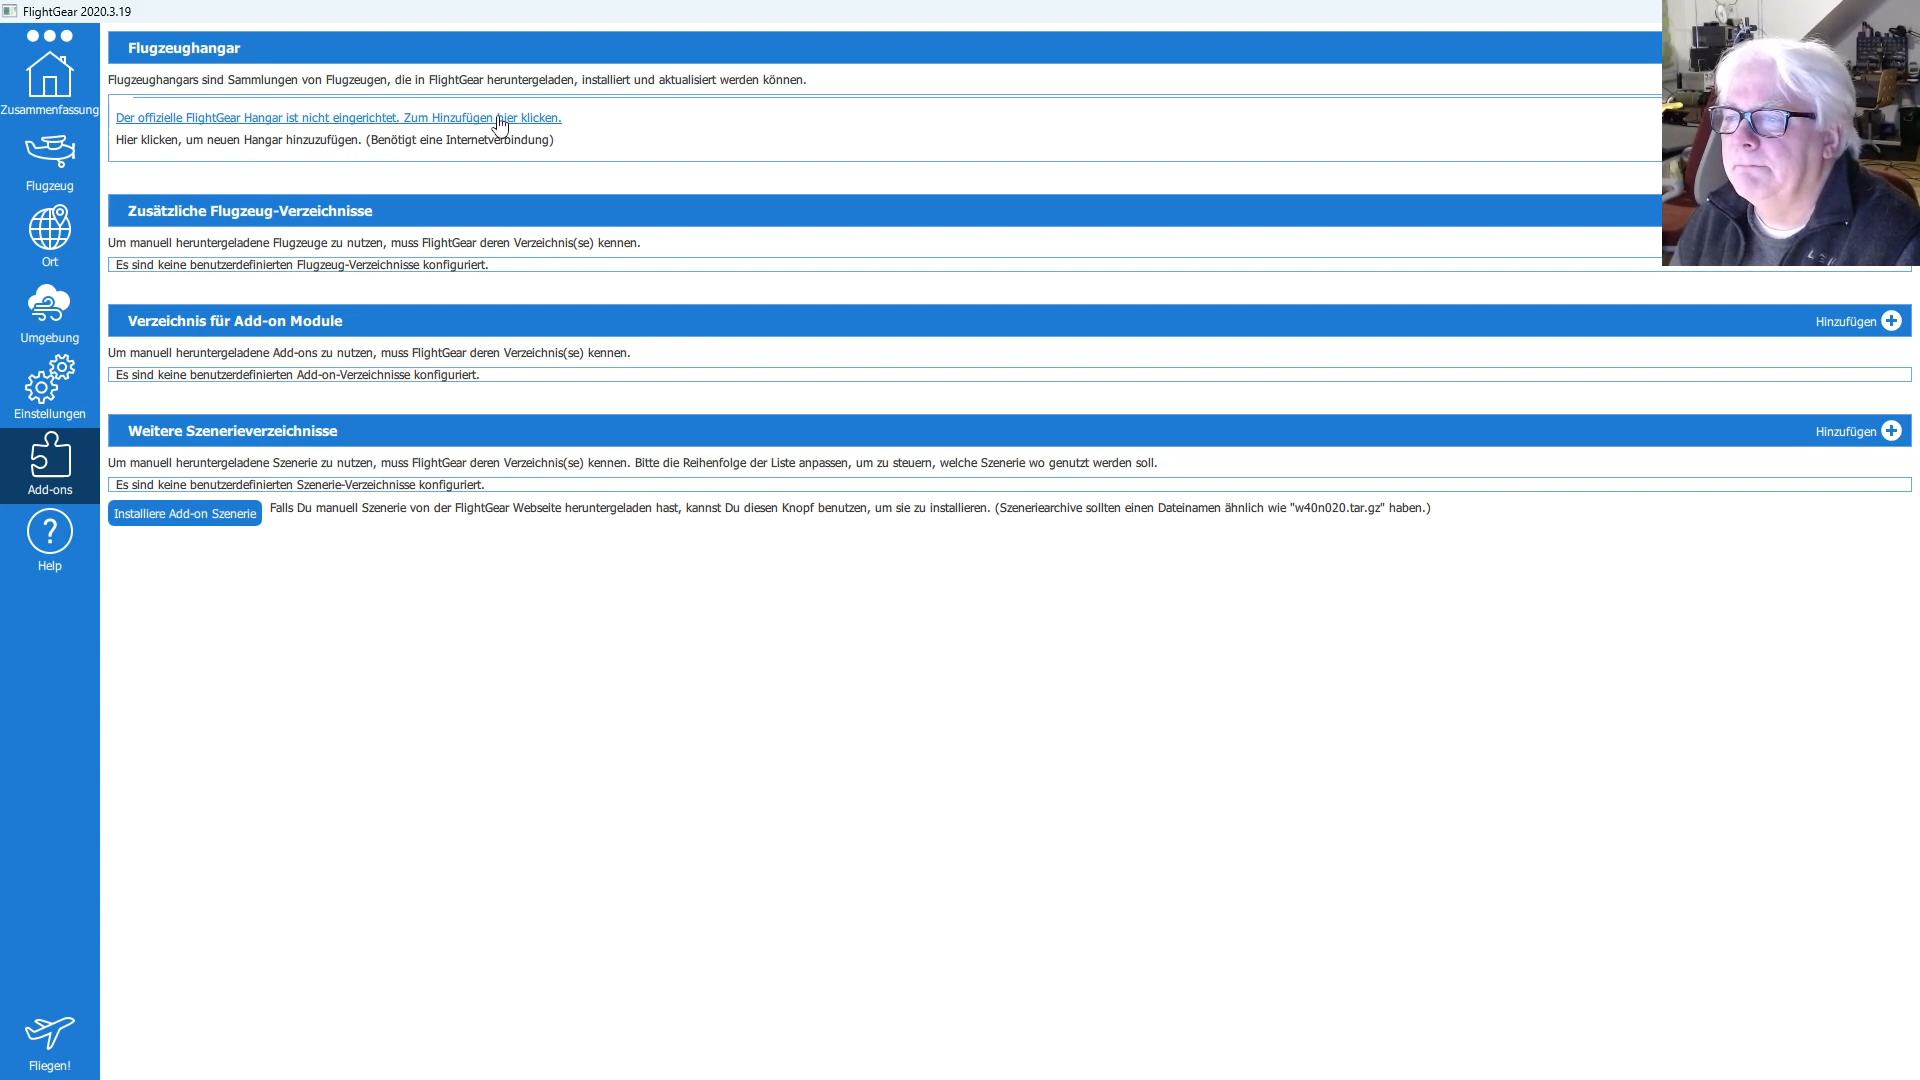 FlightGear 2020.3.19
Zusammenfassung
Flugzeug
Ort
Umgebung
Einstellungen
Add-ons
Help
Fliegen!
Flugzeughangar
Flugzeughangars sind Sammlungen von Flugzeugen, die in FlightGear heruntergeladen, installiert und aktualisiert werden können.
Der offizielle FlightGear Hangar ist nicht eingerichtet. Zum Hinzufügen hier klicken.
Hier klicken, um neuen Hangar hinzuzufügen. (Benötigt eine Internetverbindung)
Zusätzliche Flugzeug-Verzeichnisse
Um manuell heruntergeladene Flugzeuge zu nutzen, muss FlightGear deren Verzeichnis(se) kennen.
Es sind keine benutzerdefinierten Flugzeug-Verzeichnisse konfiguriert.
Verzeichnis für Add-on Module
Hinzufügen
Um manuell heruntergeladene Add-ons zu nutzen, muss FlightGear deren Verzeichnis(se) kennen.
Es sind keine benutzerdefinierten Add-on-Verzeichnisse konfiguriert.
Weitere Szenerieverzeichnisse
Hinzufügen
Um manuell heruntergeladene Szenerie zu nutzen, muss FlightGear deren Verzeichnis(se) kennen. Bitte die Reihenfolge der Liste anpassen, um zu steuern, welche Szenerie wo genutzt werden soll.
Es sind keine benutzerdefinierten Szenerie-Verzeichnisse konfiguriert.
Installiere Add-on Szenerie
Falls Du manuell Szenerie von der FlightGear Webseite heruntergeladen hast, kannst Du diesen Knopf benutzen, um sie zu installieren. (Szeneriearchive sollten einen Dateinamen ähnlich wie "w40n020.tar.gz" haben.)